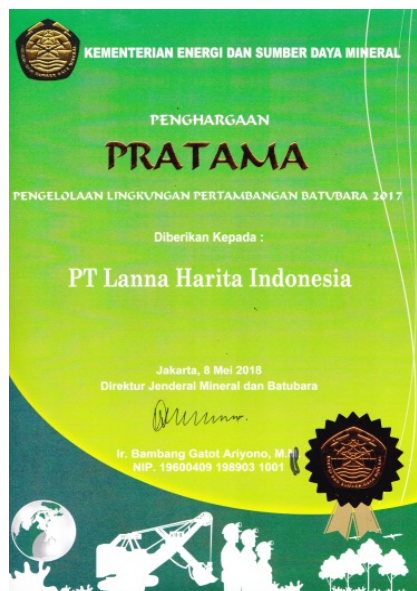 KEMENTERIAN ENERGI DAN SUMBER DAYA MINERAL
PENGHARGAAN
PRATAMA
PENGELOLAAN LINGKUNGAN PERTAMBANGAN BATUBARA 2017
Diberikan Kepada :
PT Lanna Harita Indonesia
Jakarta, 8 Mei 2018
Direktur Jenderal Mineral dan Batubara
Ir. Bambang Gatot Ariyono, M.M
NIP. 19600409 198903 1001